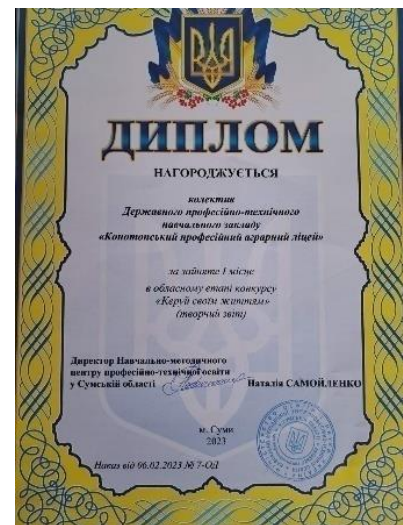 ДИПЛОМ
НАГОРОДЖУЄТЬСЯ
колектив
Державного професійно-технічного
навчального закладу
«Конотопський професійний аграрний ліцей»
за зайняте І місце
в обласному етапі конкурсу
«Керуй своїм життям»
(творчий звіт)
Директор Навчально-методичного
центру професійно-технічної освіти
у Сумській області Наталія САМОЙЛЕНКО
м. Суми
2023
Наказ від 06.02.2023 № 7-ОД